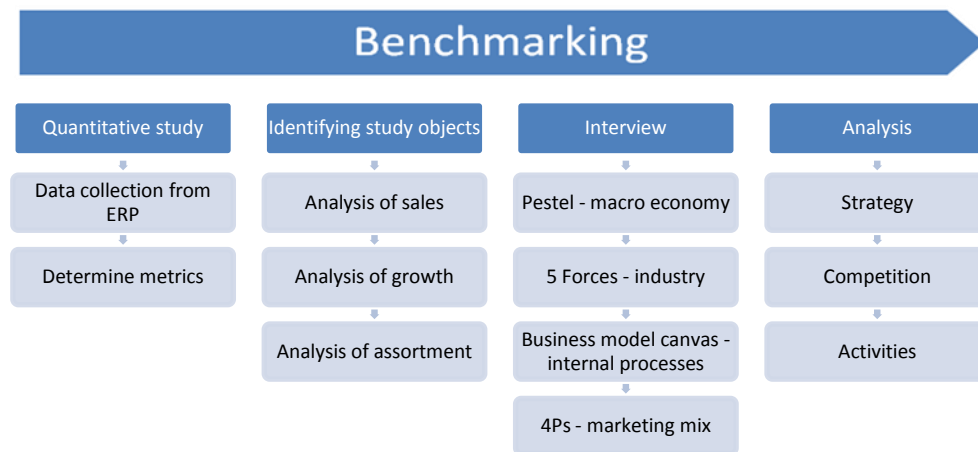 Benchmarking
Quantitative study
Data collection from
ERP
Determine metrics
Identifying study objects
Analysis of sales
Analysis of growth
Analysis of assortment
Interview
Pestel - macro economy
5 Forces - industry
Business model canvas -
internal processes
4Ps - marketing mix
Analysis
Strategy
Competition
Activities